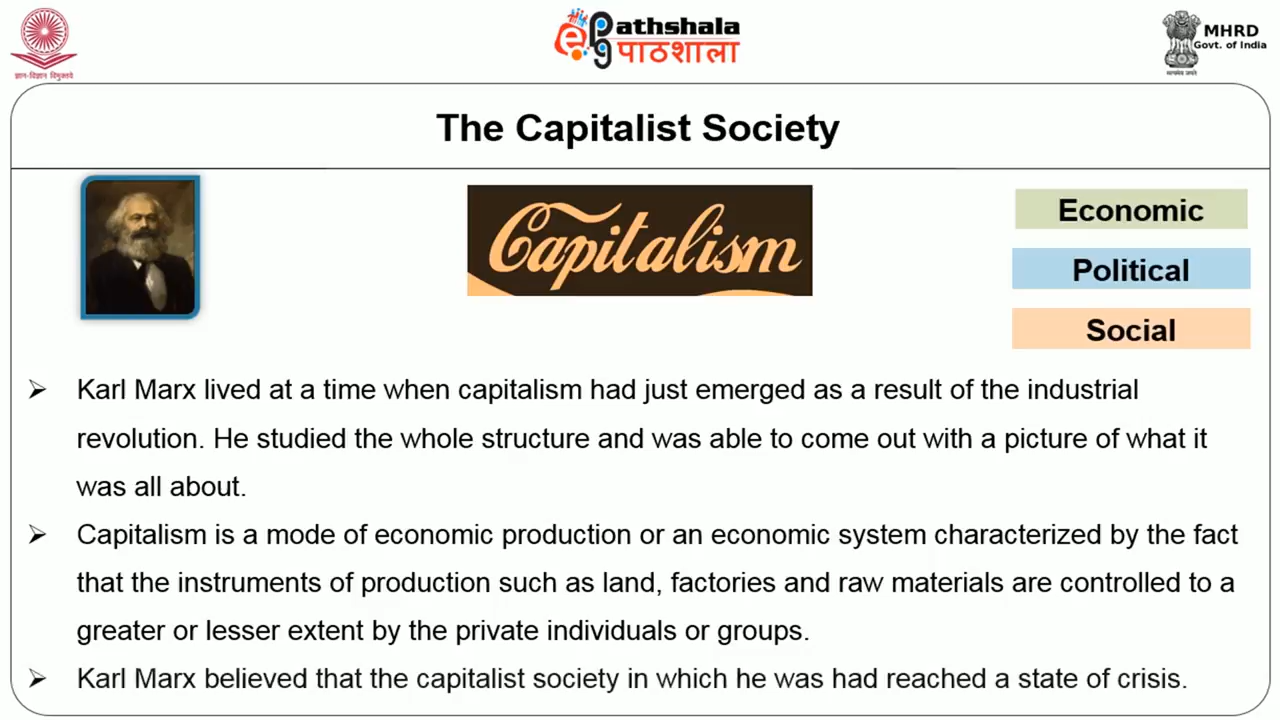 ज्ञान-विज्ञान विमुक्तये
ePg Pathshala
पाठशाला
MHRD
Govt. of India
सत्यमेव जयते
The Capitalist Society
Capitalism
Economic
Political
Social
➢ Karl Marx lived at a time when capitalism had just emerged as a result of the industrial
revolution. He studied the whole structure and was able to come out with a picture of what it
was all about.
➢ Capitalism is a mode of economic production or an economic system characterized by the fact
that the instruments of production such as land, factories and raw materials are controlled to a
greater or lesser extent by the private individuals or groups.
➢ Karl Marx believed that the capitalist society in which he was had reached a state of crisis.